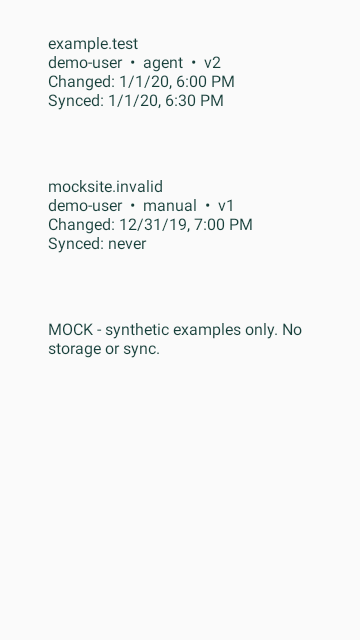 example.test
demo-user • agent • v2
Changed: 1/1/20, 6:00 PM
Synced: 1/1/20, 6:30 PM
mocksite.invalid
demo-user • manual • v1
Changed: 12/31/19, 7:00 PM
Synced: never
MOCK - synthetic examples only. No
storage or sync.